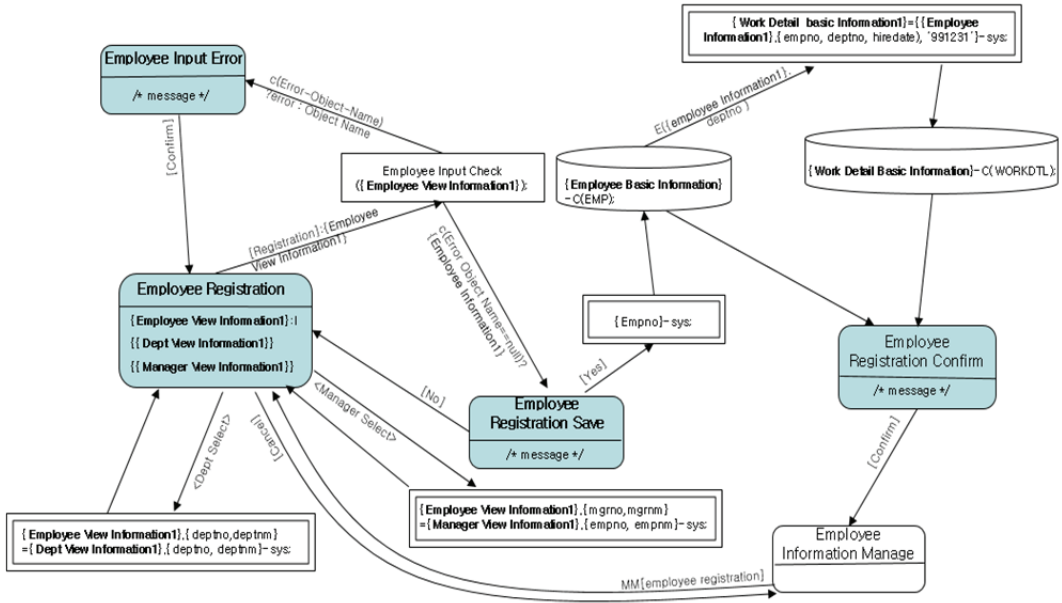 { Work Detail  basic Information1}={{Employee
Information1},{ empno, deptno, hiredate), '991231'}-sys;
Employee Input Error
/* message */
c{Error-Object-Name)
?error : Object Name
E({employee Information1}.
deptno )
[Confirm]
Employee Input Check
({ Employee View Information1});
{Employee Basic Information}
-C(EMP);
{Work Detail Basic Information}-C( WORKDTL);
[Registration]:{Employee
View Information1}
c{Error Object Name==null}?
{Employee Information1}
Employee Registration
{Employee View Information1}: I
{{ Dept View Information1}}
{{ Manager View Information1}}
{Empno}-sys;
Employee
Registration Confirm
/* message */
[Yes]
[No]
<Manager Select>
Employee
Registration Save
/* message */
<Dept Select>
[Cancel]
[Confirm]
{ Employee View Information1},{deptno,deptnm}
={ Dept View Information1},{deptno, deptnm}-sys;
{Employee View Information1},{mgrno,mgrnm}
={Manager View Information1},{empno, empnm}-sys;
Employee
Information Manage
MM[employee registration]